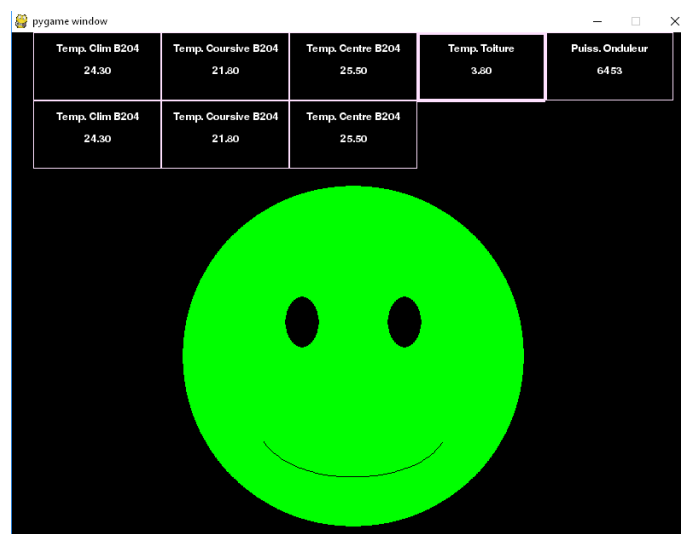 pygame window
Temp. Clim B204 Temp. Coursive B204 Temp. Centre B204 Temp. Toiture Puiss. Onduleur
24.30 21.80 25.50 3.80 6453
Temp. Clim B204 Temp. Coursive B204 Temp. Centre B204
24.30 21.80 25.50